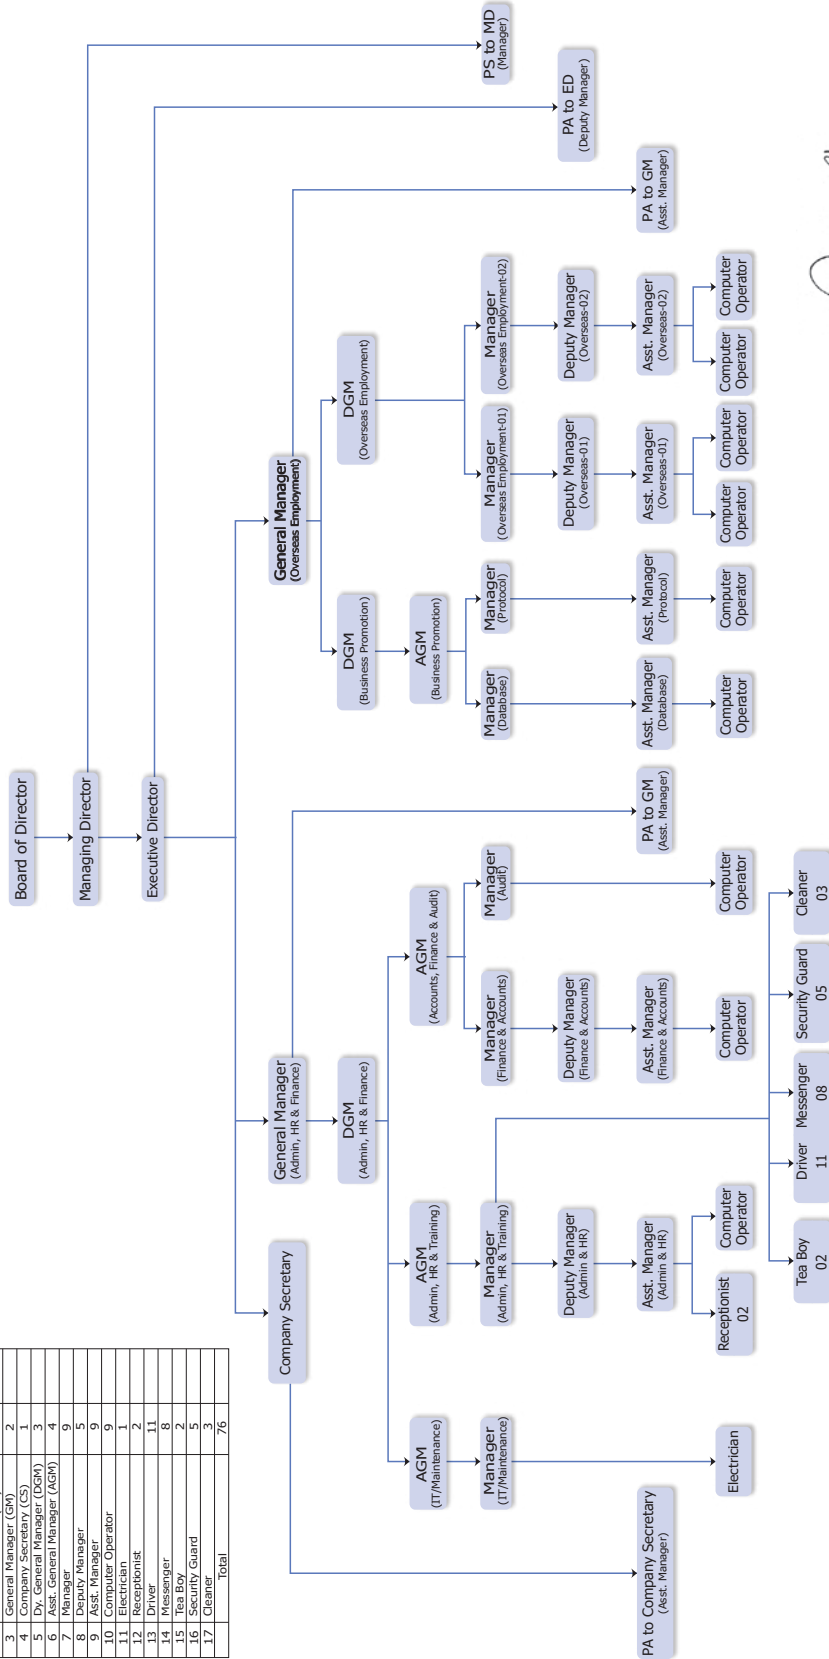 Board of Director
Managing Director
Executive Director
PS to MD
(Manager)
PA to ED
(Deputy Manager)
Company Secretary
General Manager
(Admin, HR & Finance)
General Manager
(Overseas Employment)
DGM
(Admin, HR & Finance)
DGM
(Business Promotion)
DGM
(Overseas Employment)
AGM
(IT/Maintenance)
AGM
(Admin, HR & Training)
AGM
(Accounts, Finance & Audit)
AGM
(Business Promotion)
Manager
(IT/Maintenance)
Manager
(Admin, HR & Training)
Manager
(Finance & Accounts)
Manager
(Audit)
Manager
(Database)
Manager
(Protocol)
Manager
(Overseas Employment-01)
Manager
(Overseas Employment-02)
Deputy Manager
(Admin & HR)
Deputy Manager
(Finance & Accounts)
Deputy Manager
(Overseas-01)
Deputy Manager
(Overseas-02)
PA to Company Secretary
(Asst. Manager)
Asst. Manager
(Admin & HR)
Asst. Manager
(Finance & Accounts)
PA to GM
(Asst. Manager)
Asst. Manager
(Database)
Asst. Manager
(Protocol)
Asst. Manager
(Overseas-01)
Asst. Manager
(Overseas-02)
PA to GM
(Asst. Manager)
Electrician
Receptionist
02
Computer
Operator
Computer
Operator
Computer
Operator
Computer
Operator
Computer
Operator
Computer
Operator
Computer
Operator
Computer
Operator
Computer
Operator
Tea Boy
02
Driver
11
Messenger
08
Security Guard
05
Cleaner
03
3 General Manager (GM) 2
4 Company Secretary (CS) 1
5 Dy. General Manager (DGM) 3
6 Asst. General Manager (AGM) 4
7 Manager 9
8 Deputy Manager 5
9 Asst. Manager 9
10 Computer Operator 9
11 Electrician 1
12 Receptionist 2
13 Driver 11
14 Messenger 8
15 Tea Boy 2
16 Security Guard 5
17 Cleaner 3
Total 76